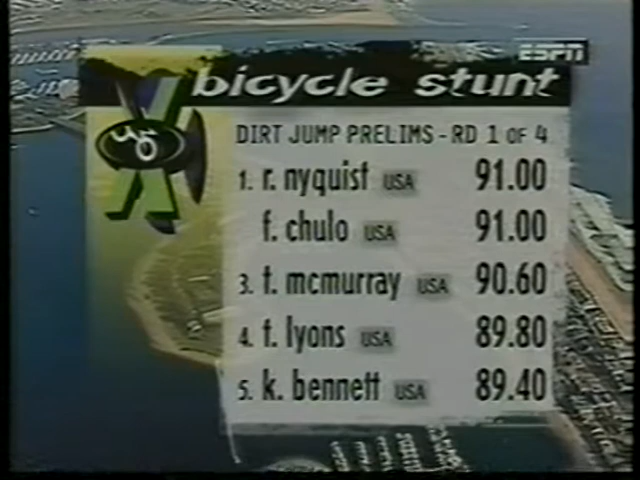 ESPN
bicycle stunt
DIRT JUMP PRELIMS - RD 1 OF 4
1. r. nyquist USA 91.00
f. chulo USA 91.00
3. t. mcmurray USA 90.60
4. t. lyons USA 89.80
5. k. bennett USA 89.40